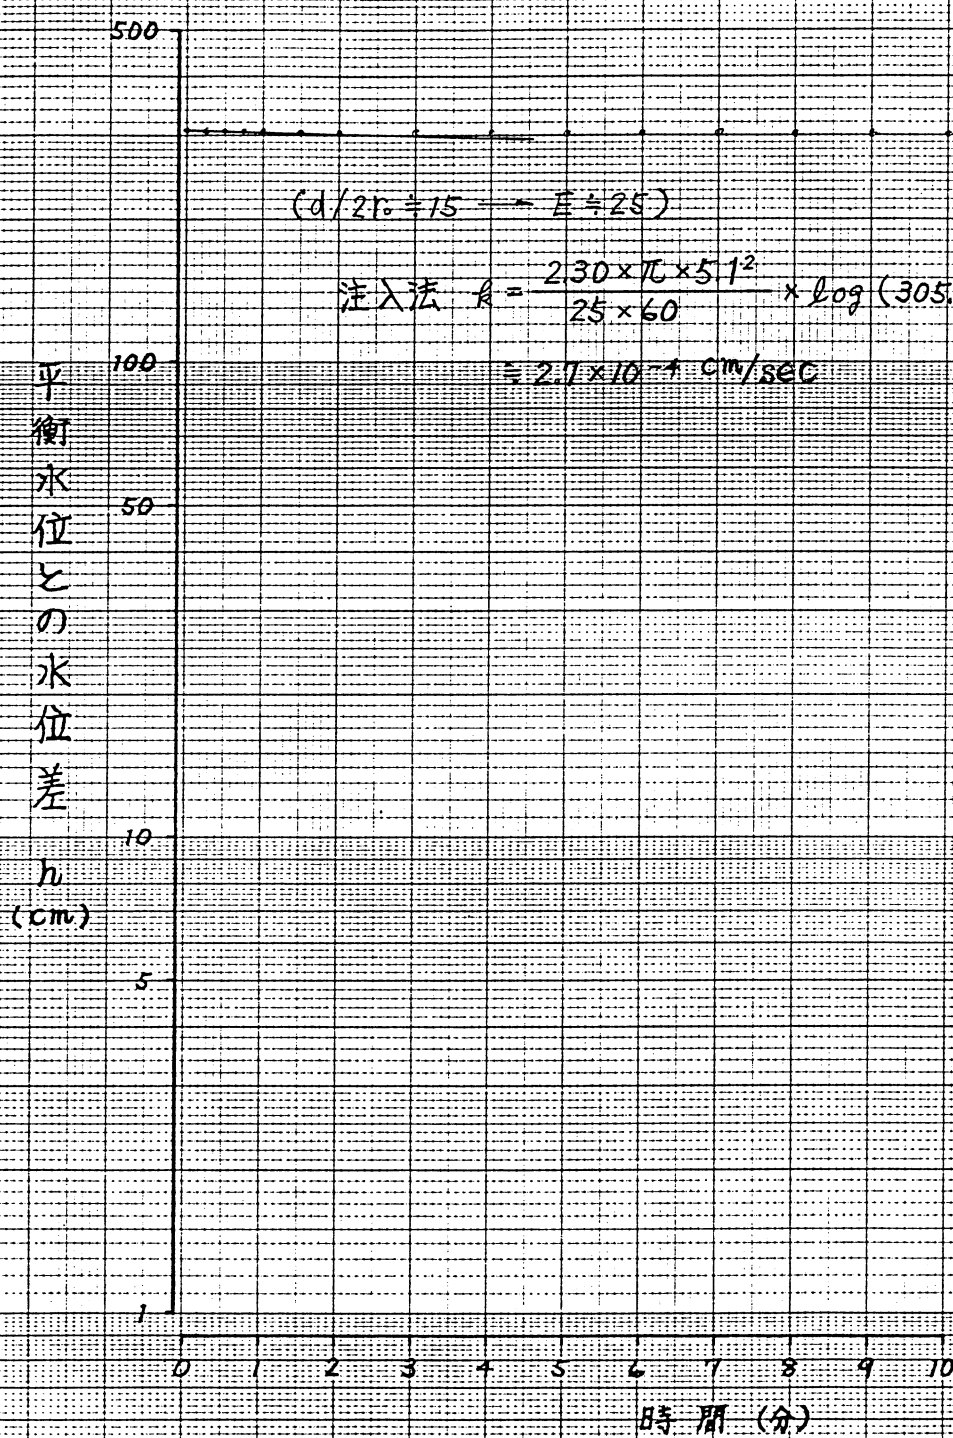 500
(d/2r₀≒15 — E≒25)
注入法 k = 2.30×π×5.1² / 25×60 × log (305.
≒ 2.7×10⁻⁴ cm/sec
100
50
10
5
1
平衡水位との水位差 h (cm)
0 1 2 3 4 5 6 7 8 9 10
時間 (分)